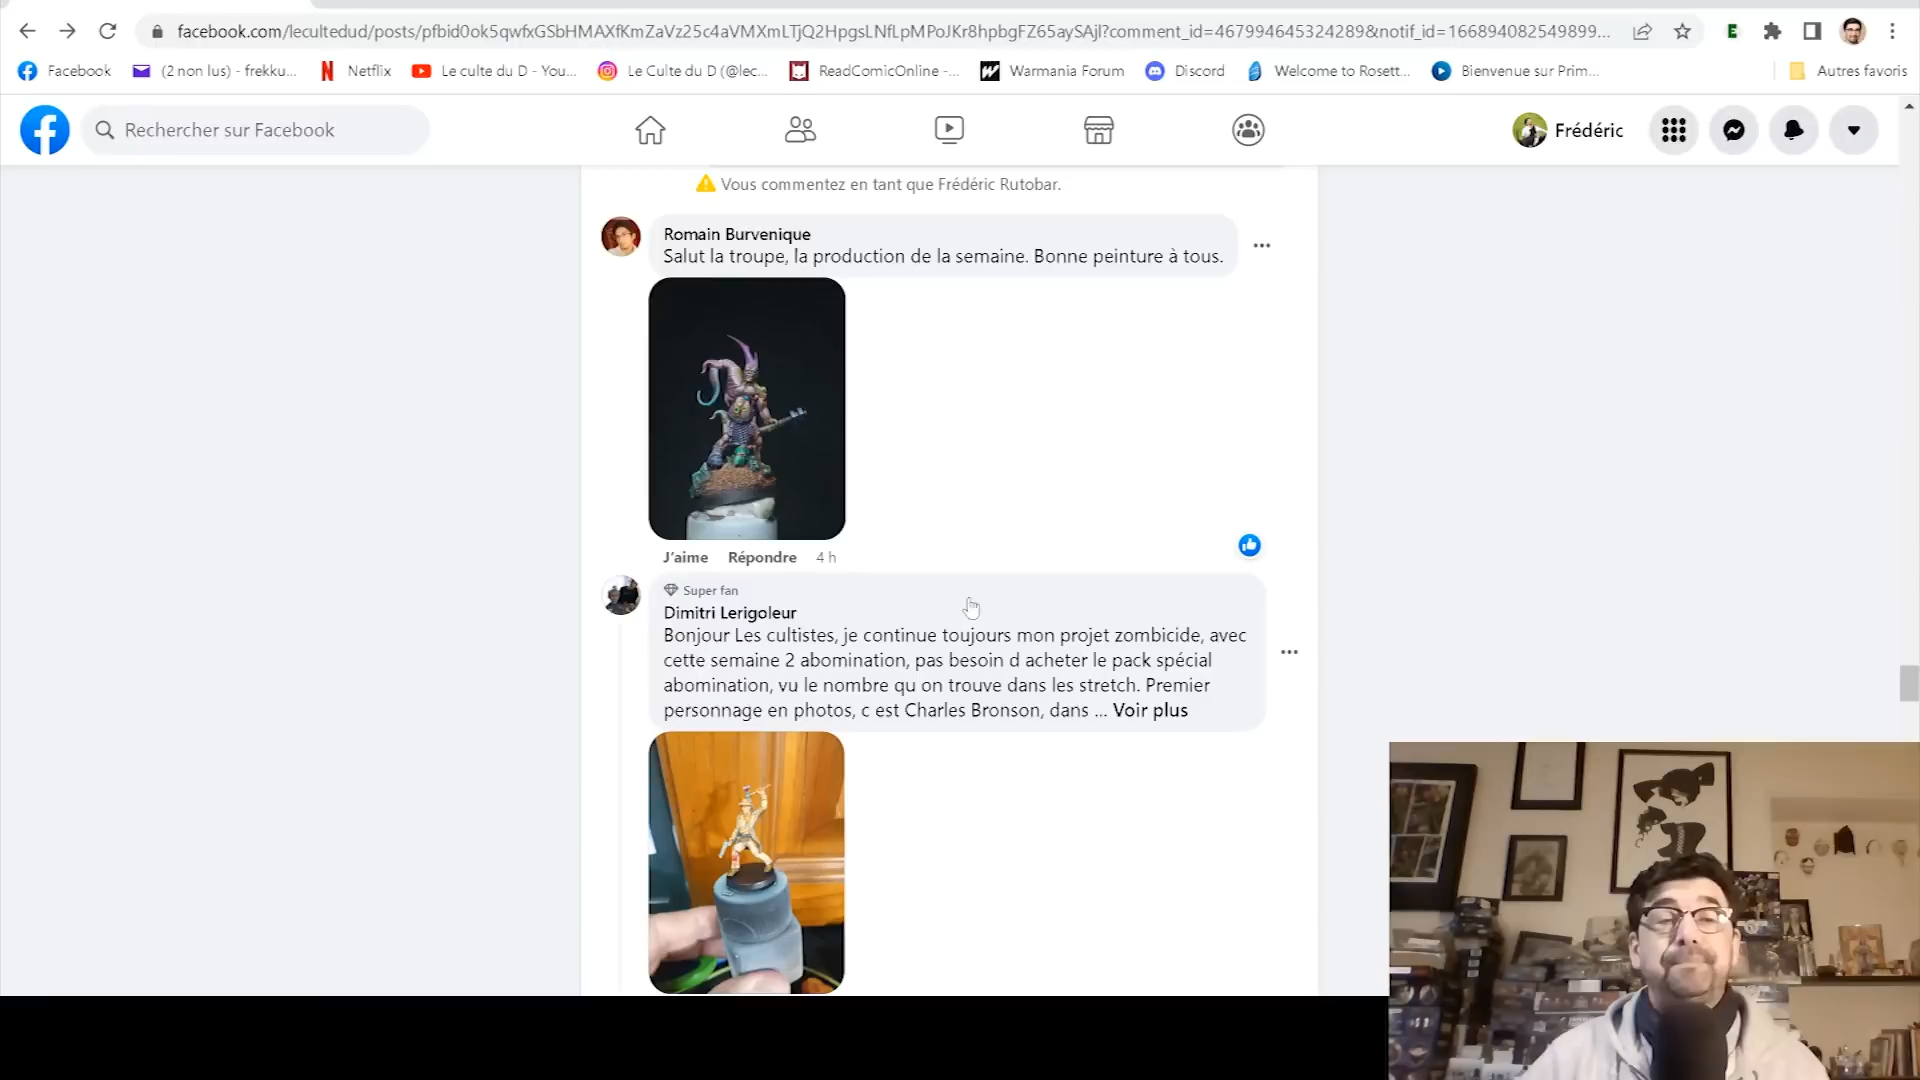 facebook.com/lecultedud/posts/pfbid0ok5qwfxGSbHMAXfKmZaVz25c4aVMXmLTjQ2HpgsLNfLpMPoJKr8hpbgFZ65aySAjl?comment_id=467994645324289&notif_id=166894082549899...
Facebook (2 non lus) - frekku... Netflix Le culte du D - You... Le Culte du D (@lec... ReadComicOnline -... Warmania Forum Discord Welcome to Rosett... Bienvenue sur Prim... Autres favoris
Rechercher sur Facebook Frédéric
Vous commentez en tant que Frédéric Rutobar.
Romain Burvenique
Salut la troupe, la production de la semaine. Bonne peinture à tous.
J'aime Répondre 4 h
Super fan
Dimitri Lerigoleur
Bonjour Les cultistes, je continue toujours mon projet zombicide, avec
cette semaine 2 abomination, pas besoin d acheter le pack spécial
abomination, vu le nombre qu on trouve dans les stretch. Premier
personnage en photos, c est Charles Bronson, dans ... Voir plus